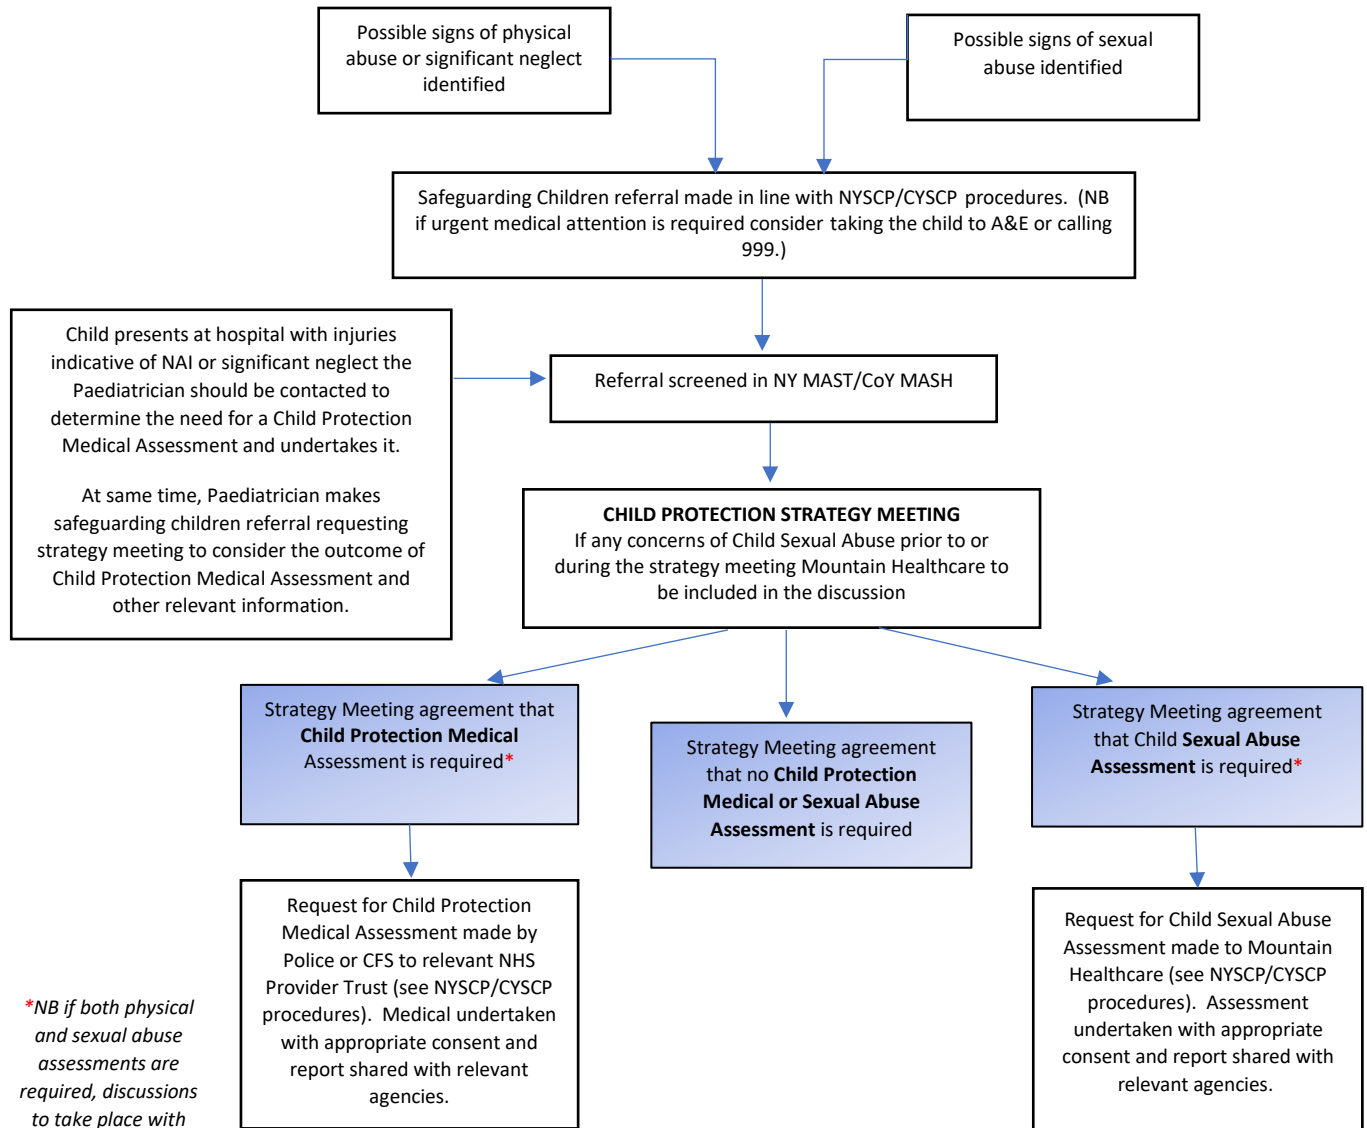 Possible signs of physical
abuse or significant neglect
identified
Possible signs of sexual
abuse identified
Safeguarding Children referral made in line with NYSCP/CYSCP procedures.  (NB
if urgent medical attention is required consider taking the child to A&E or calling
999.)
Child presents at hospital with injuries
indicative of NAI or significant neglect the
Paediatrician should be contacted to
determine the need for a Child Protection
Medical Assessment and undertakes it.
At same time, Paediatrician makes
safeguarding children referral requesting
strategy meeting to consider the outcome of
Child Protection Medical Assessment and
other relevant information.
Referral screened in NY MAST/CoY MASH
CHILD PROTECTION STRATEGY MEETING
If any concerns of Child Sexual Abuse prior to or
during the strategy meeting Mountain Healthcare to
be included in the discussion
Strategy Meeting agreement that
Child Protection Medical
Assessment is required*
Strategy Meeting agreement
that no Child Protection
Medical or Sexual Abuse
Assessment is required
Strategy Meeting agreement
that Child Sexual Abuse
Assessment is required*
Request for Child Protection
Medical Assessment made by
Police or CFS to relevant NHS
Provider Trust (see NYSCP/CYSCP
procedures).  Medical undertaken
with appropriate consent and
report shared with relevant
agencies.
Request for Child Sexual Abuse
Assessment made to Mountain
Healthcare (see NYSCP/CYSCP
procedures).  Assessment
undertaken with appropriate
consent and report shared with
relevant agencies.
*NB if both physical
and sexual abuse
assessments are
required, discussions
to take place with